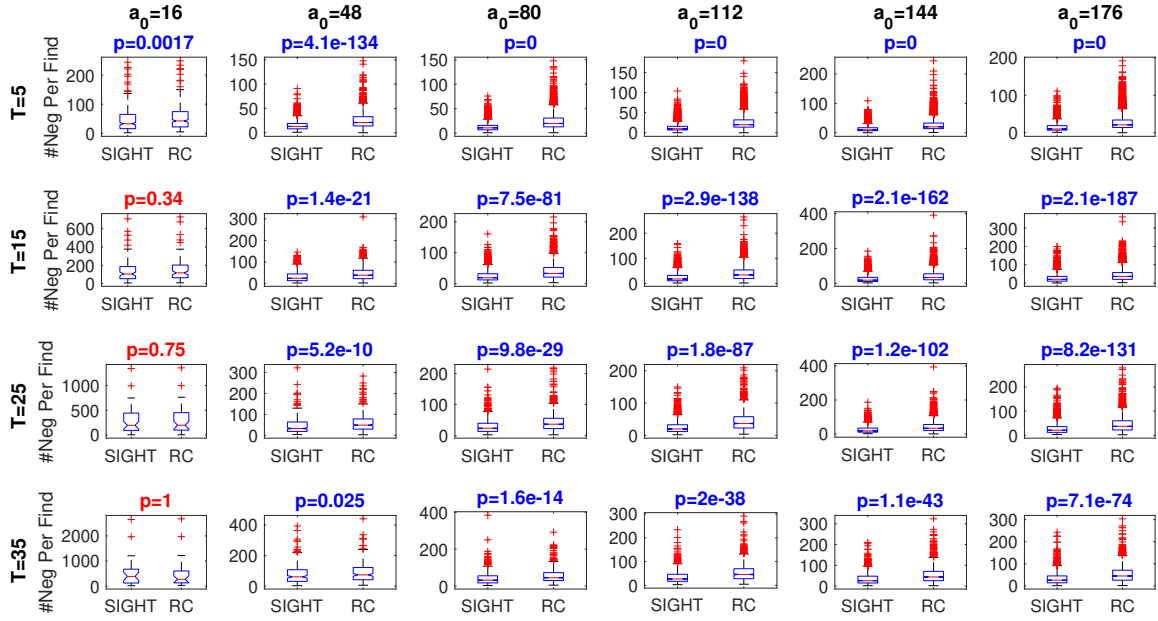 a0=16 a0=48 a0=80 a0=112 a0=144 a0=176
p=0.0017 p=4.1e-134 p=0 p=0 p=0 p=0
T=5
#Neg Per Find
200 100 0
150 100 50 0
150 100 50 0
150 100 50 0
200 100 0
200 100 0
SIGHT RC SIGHT RC SIGHT RC SIGHT RC SIGHT RC SIGHT RC
p=0.34 p=1.4e-21 p=7.5e-81 p=2.9e-138 p=2.1e-162 p=2.1e-187
T=15
#Neg Per Find
600 400 200 0
300 200 100 0
200 100 0
200 100 0
400 200 0
300 200 100 0
SIGHT RC SIGHT RC SIGHT RC SIGHT RC SIGHT RC SIGHT RC
p=0.75 p=5.2e-10 p=9.8e-29 p=1.8e-87 p=1.2e-102 p=8.2e-131
T=25
#Neg Per Find
1000 500 0
300 200 100 0
200 100 0
200 100 0
400 200 0
200 100 0
SIGHT RC SIGHT RC SIGHT RC SIGHT RC SIGHT RC SIGHT RC
p=1 p=0.025 p=1.6e-14 p=2e-38 p=1.1e-43 p=7.1e-74
T=35
#Neg Per Find
2000 1000 0
400 200 0
400 200 0
300 200 100 0
300 200 100 0
300 200 100 0
SIGHT RC SIGHT RC SIGHT RC SIGHT RC SIGHT RC SIGHT RC